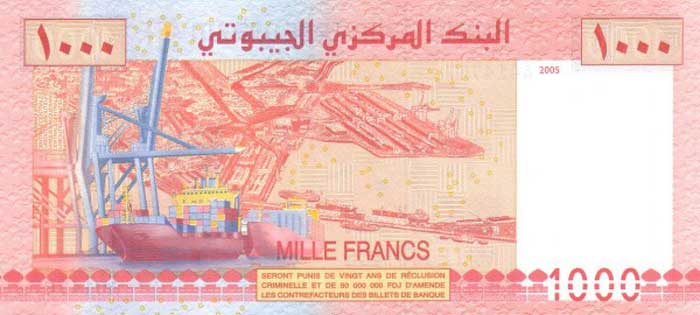 ١٠٠٠ البنك المركزي الجيبوتي ١٠٠٠
2005
MILLE FRANCS
SERONT PUNIS DE VINGT ANS DE RÉCLUSION
CRIMINELLE ET DE 50 000 000 FDJ D'AMENDE
LES CONTREFACTEURS DES BILLETS DE BANQUE
1000